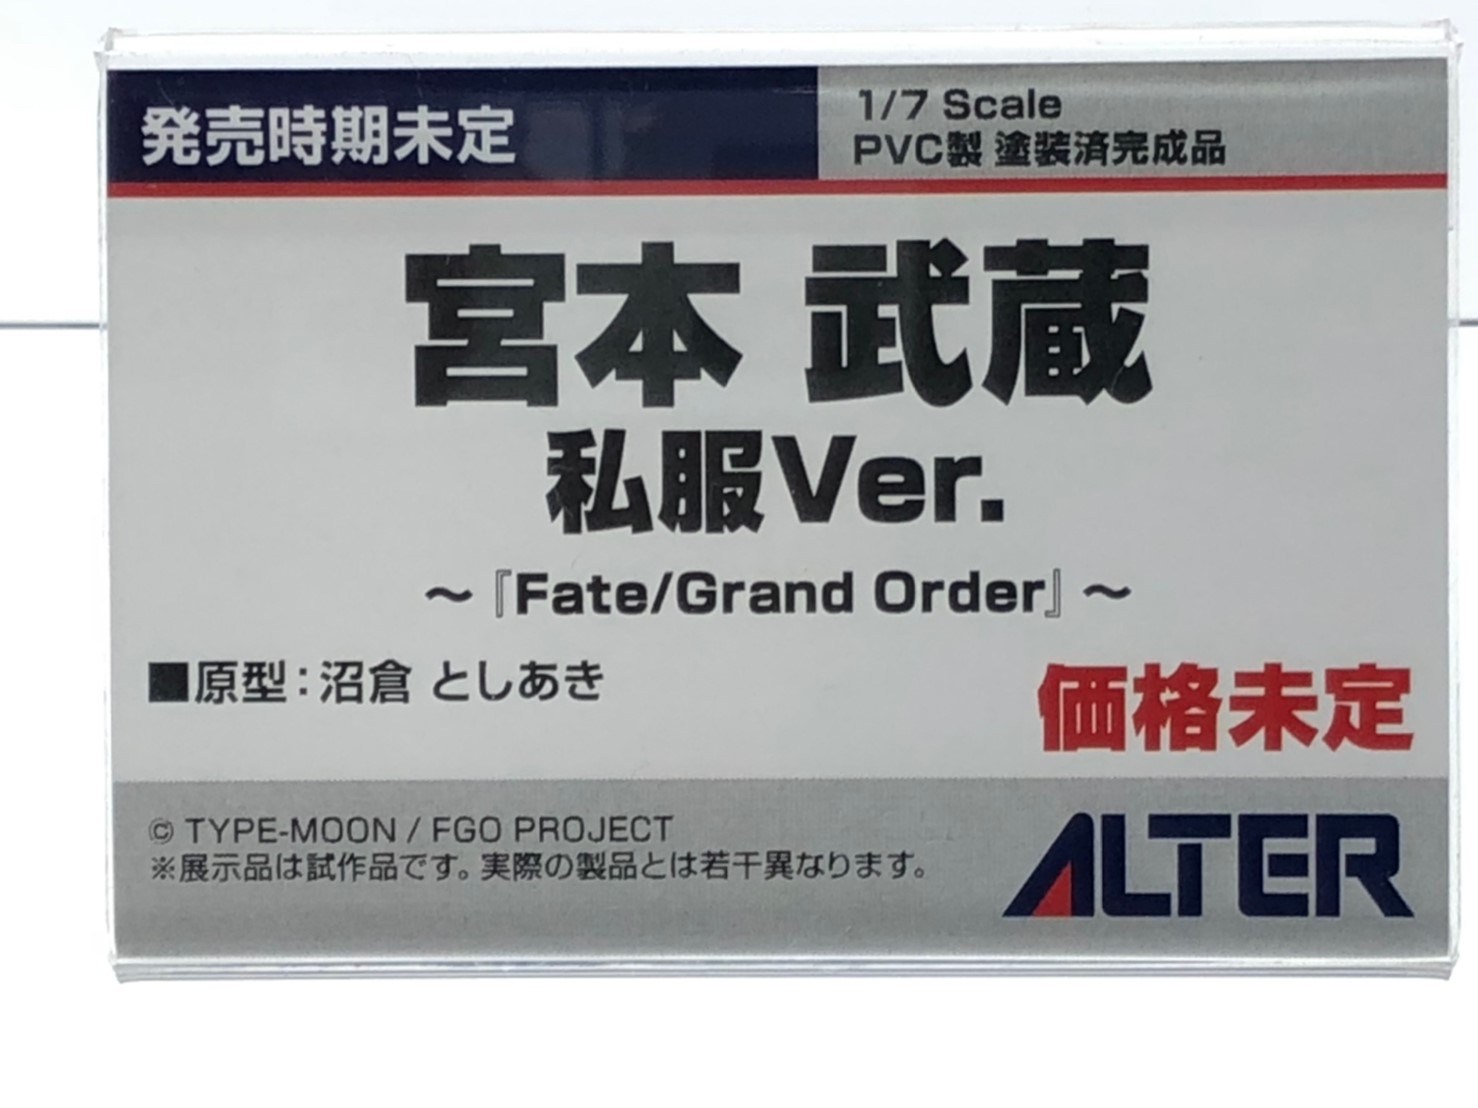 発売時期未定
1/7 Scale
PVC製 塗装済完成品
宮本 武蔵
私服Ver.
～『Fate/Grand Order』～
■原型：沼倉 としあき
価格未定
© TYPE-MOON / FGO PROJECT
※展示品は試作品です。実際の製品とは若干異なります。
ALTER